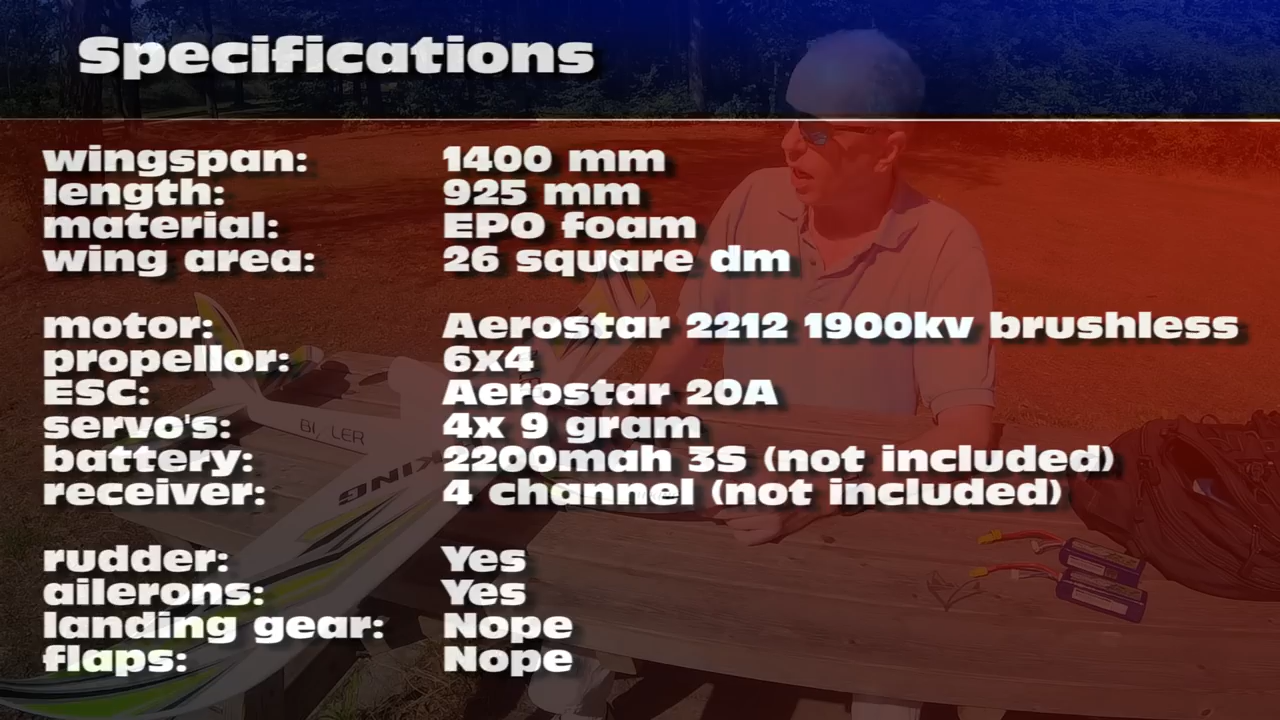 Specifications
wingspan: 1400 mm
length: 925 mm
material: EPO foam
wing area: 26 square dm
motor: Aerostar 2212 1900kv brushless
propellor: 6x4
ESC: Aerostar 20A
servo's: 4x 9 gram
battery: 2200mah 3S (not included)
receiver: 4 channel (not included)
rudder: Yes
ailerons: Yes
landing gear: Nope
flaps: Nope
KING